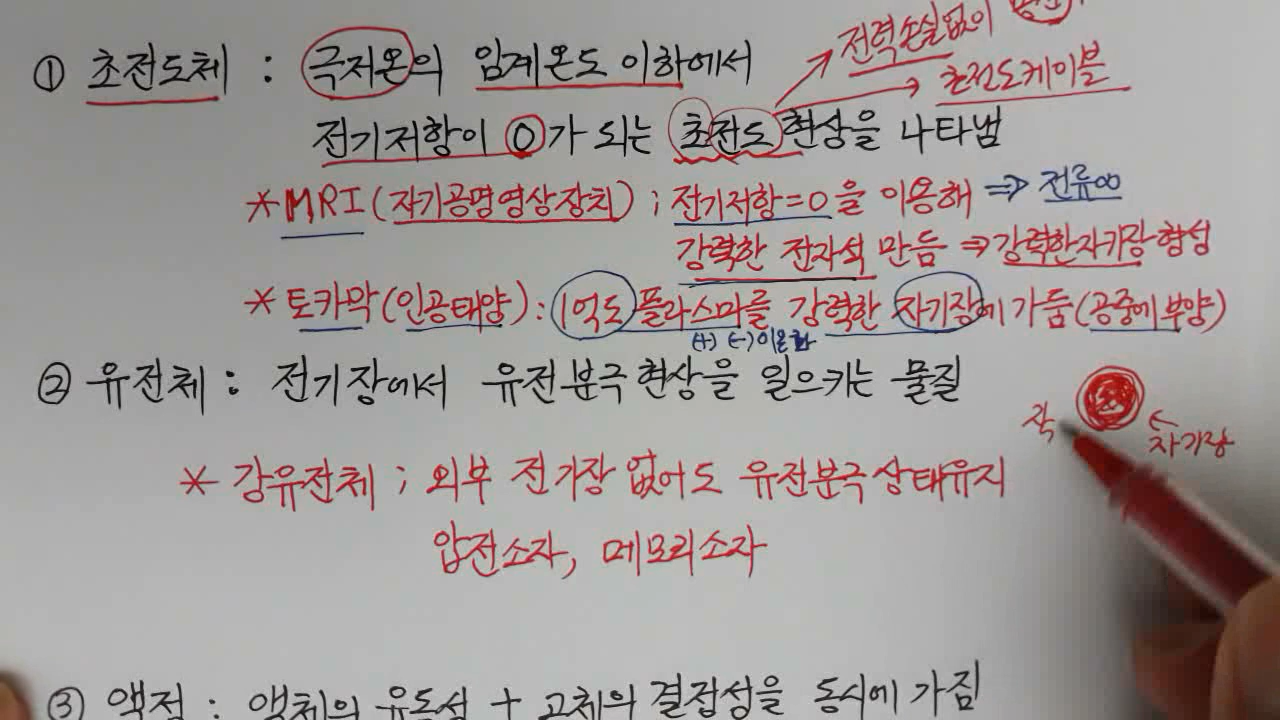 전력손실없이
① 초전도체 : 극저온의 임계온도 이하에서
초전도케이블
전기저항이 0가 되는 초전도 현상을 나타냄
*MRI(자기공명영상장치) ; 전기저항=0을 이용해 ⇒ 전류∞
강력한 전자석 만듬 ⇒ 강력한자기장형성
*토카막(인공태양) : 1억도 플라스마를 강력한 자기장에 가둠(공중에부양)
(+) (-)이온화
② 유전체 : 전기장에서 유전분극현상을 일으키는 물질
자기장
* 강유전체 ; 외부 전기장 없어도 유전분극상태유지
압전소자, 메모리소자
③ 액정 : 액체의 유동성 + 고체의 결접성을 동시에 가짐